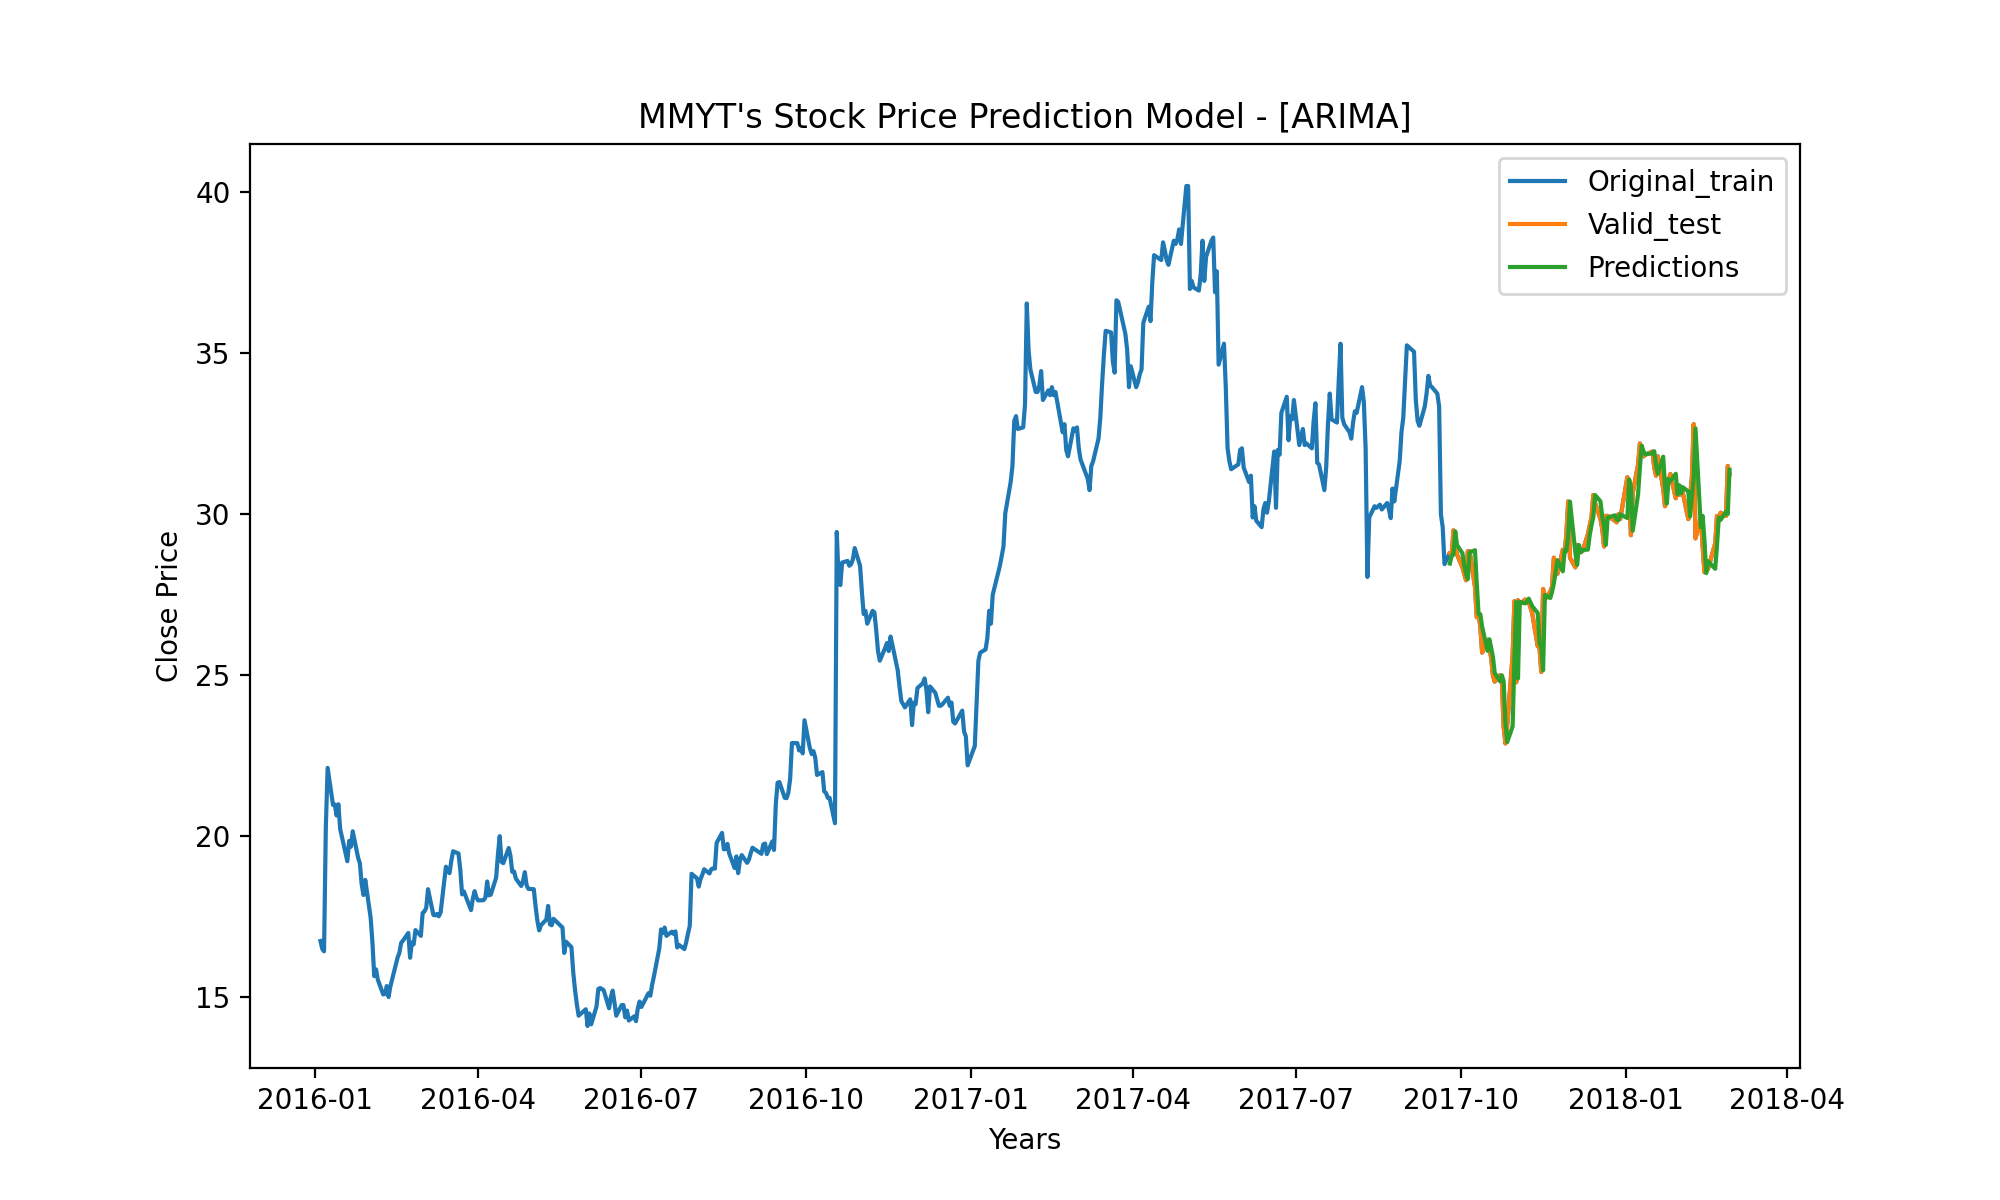 MMYT's Stock Price Prediction Model - [ARIMA]
Original_train
Valid_test
Predictions
Close Price
40
35
30
25
20
15
2016-01 2016-04 2016-07 2016-10 2017-01 2017-04 2017-07 2017-10 2018-01 2018-04
Years